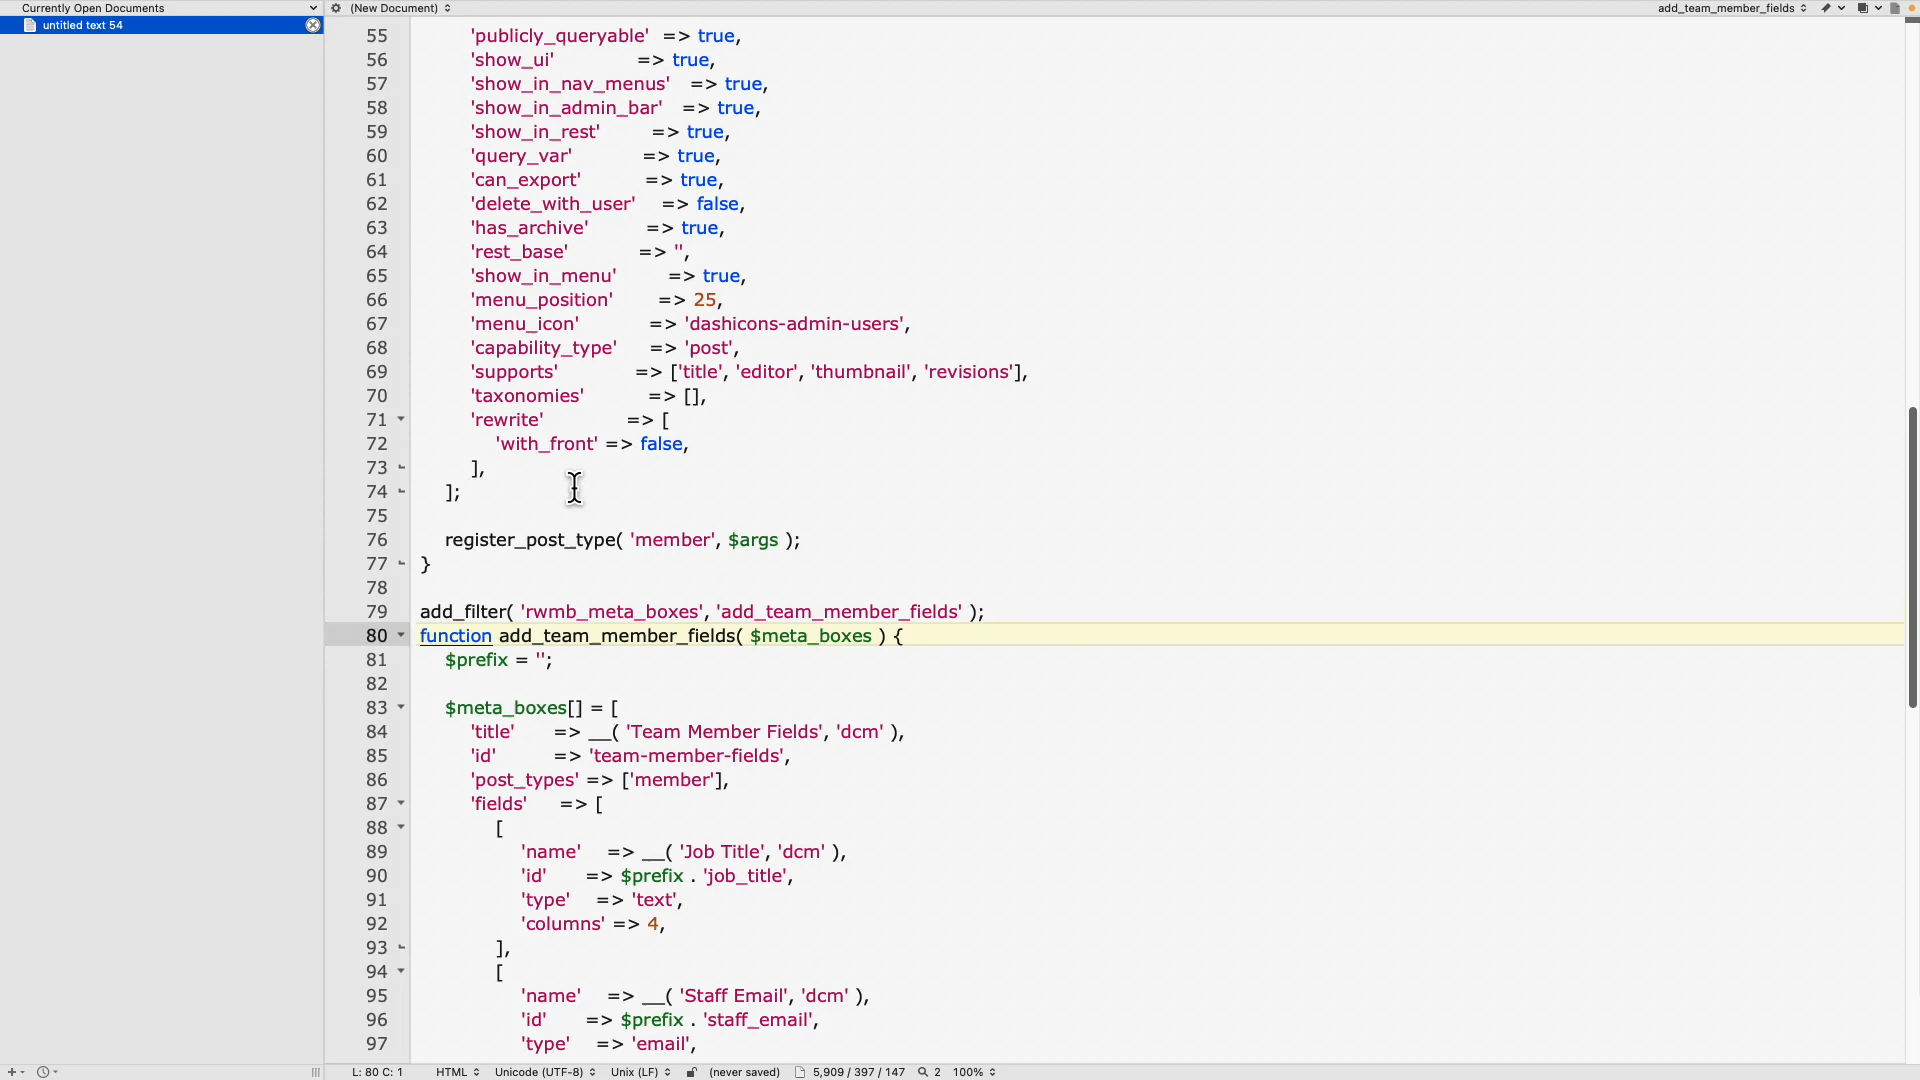 Currently Open Documents
(New Document)
add_team_member_fields
untitled text 54
55 'publicly_queryable' => true,
56 'show_ui' => true,
57 'show_in_nav_menus' => true,
58 'show_in_admin_bar' => true,
59 'show_in_rest' => true,
60 'query_var' => true,
61 'can_export' => true,
62 'delete_with_user' => false,
63 'has_archive' => true,
64 'rest_base' => '',
65 'show_in_menu' => true,
66 'menu_position' => 25,
67 'menu_icon' => 'dashicons-admin-users',
68 'capability_type' => 'post',
69 'supports' => ['title', 'editor', 'thumbnail', 'revisions'],
70 'taxonomies' => [],
71 'rewrite' => [
72 'with_front' => false,
73 ],
74 ];
75
76 register_post_type( 'member', $args );
77 }
78
79 add_filter( 'rwmb_meta_boxes', 'add_team_member_fields' );
80 function add_team_member_fields( $meta_boxes ) {
81 $prefix = '';
82
83 $meta_boxes[] = [
84 'title' => __( 'Team Member Fields', 'dcm' ),
85 'id' => 'team-member-fields',
86 'post_types' => ['member'],
87 'fields' => [
88 [
89 'name' => __( 'Job Title', 'dcm' ),
90 'id' => $prefix . 'job_title',
91 'type' => 'text',
92 'columns' => 4,
93 ],
94 [
95 'name' => __( 'Staff Email', 'dcm' ),
96 'id' => $prefix . 'staff_email',
97 'type' => 'email',
L: 80 C: 1 HTML Unicode (UTF-8) Unix (LF) (never saved) 5,909 / 397 / 147 2 100%